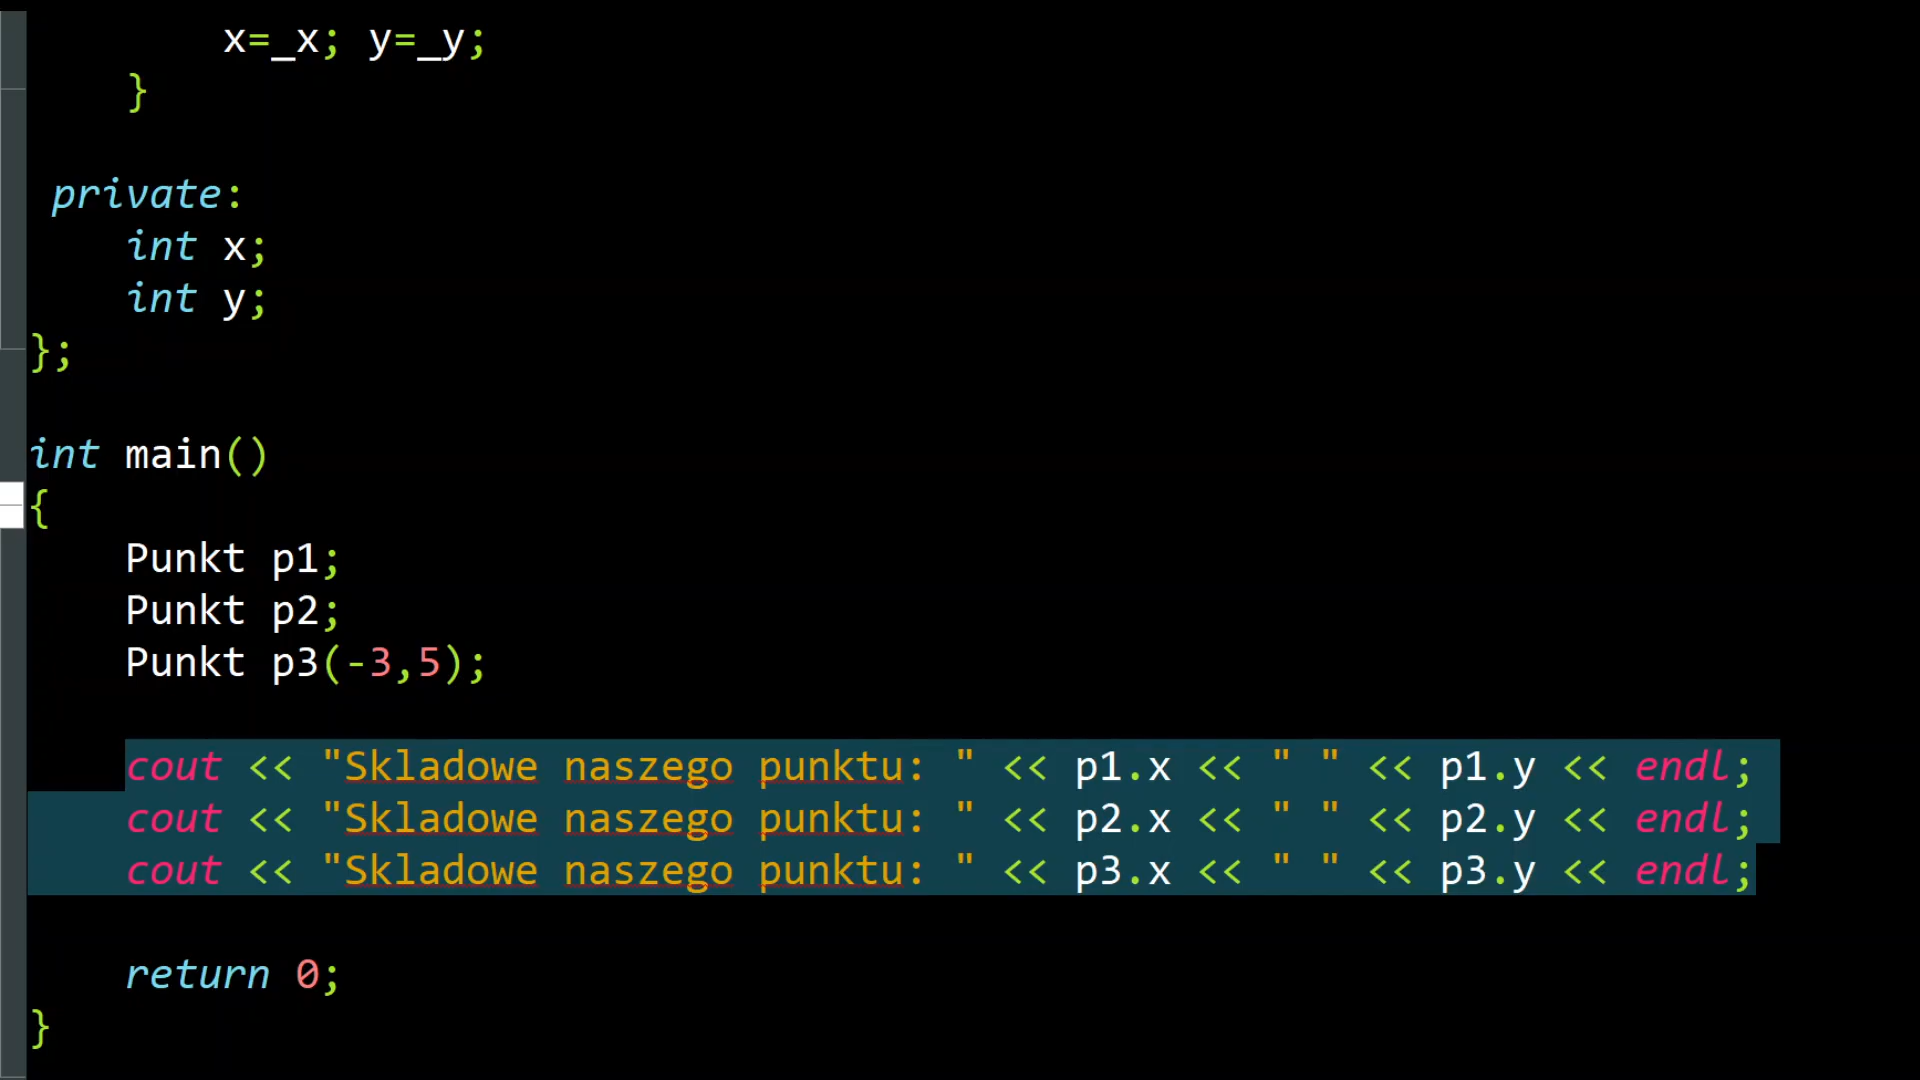 x=_x; y=_y;
}
private:
int x;
int y;
};
int main()
{
Punkt p1;
Punkt p2;
Punkt p3(-3,5);
cout << "Skladowe naszego punktu: " << p1.x << " " << p1.y << endl;
cout << "Skladowe naszego punktu: " << p2.x << " " << p2.y << endl;
cout << "Skladowe naszego punktu: " << p3.x << " " << p3.y << endl;
return 0;
}